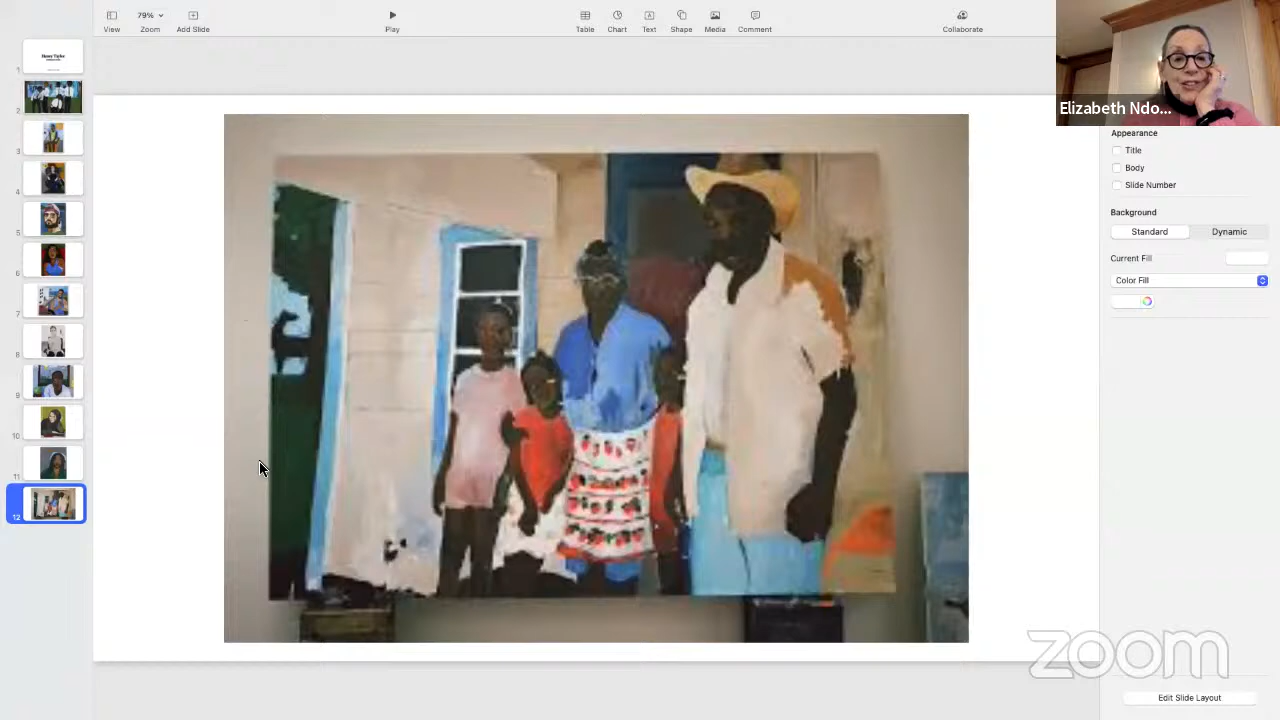 79%
View
Zoom
Add Slide
Play
Table
Chart
Text
Shape
Media
Comment
Collaborate
Elizabeth Ndo...
1
Henry Taylor
2
3
4
5
6
7
8
9
10
11
12
Appearance
Title
Body
Slide Number
Background
Standard
Dynamic
Current Fill
Color Fill
Edit Slide Layout
zoom